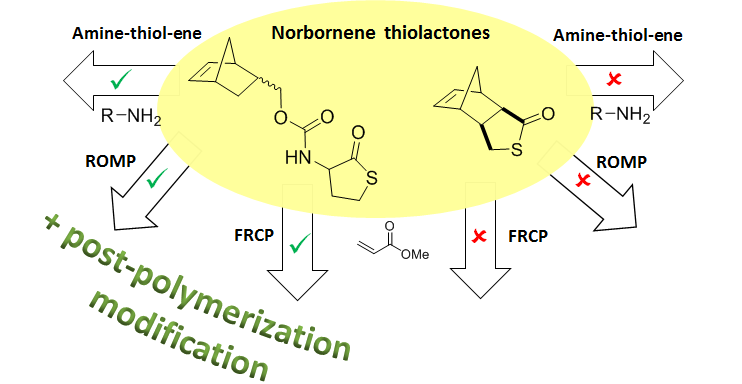 Amine-thiol-ene
Norbornene thiolactones
Amine-thiol-ene
R-NH2
O
O
HN
O
S
O
S
R-NH2
ROMP
ROMP
FRCP
O
OMe
FRCP
+ post-polymerization
modification